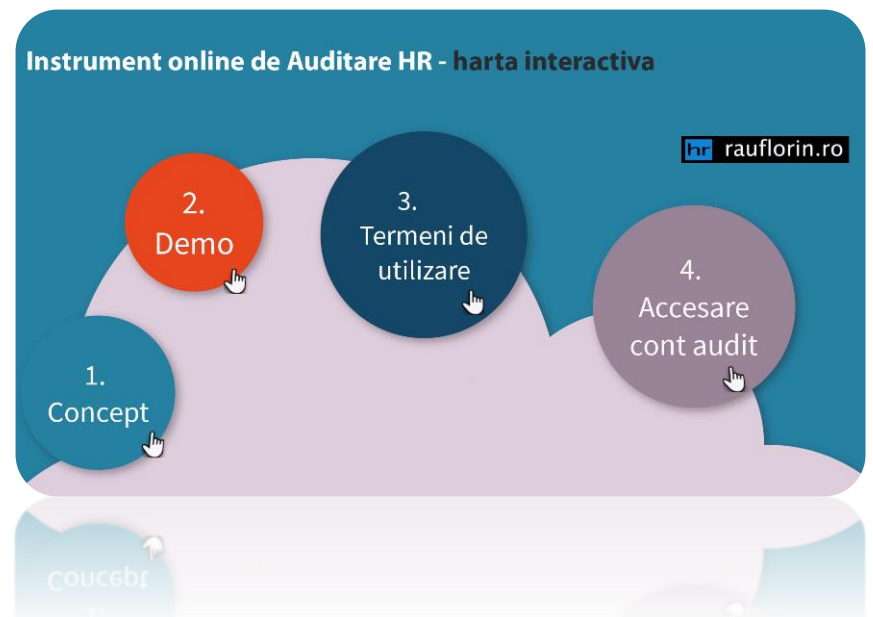 Instrument online de Auditare HR - harta interactiva
hr rauflorin.ro
1.
Concept
2.
Demo
3.
Termeni de
utilizare
4.
Accesare
cont audit